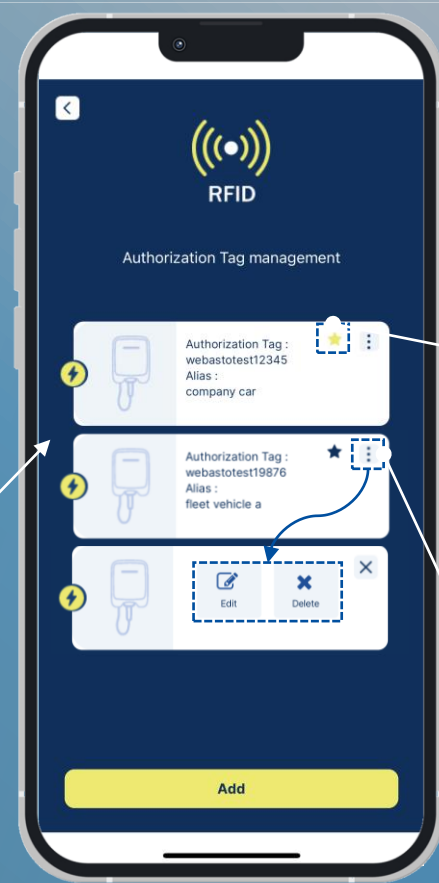 RFID
Authorization Tag management
Authorization Tag :
webastotest12345
Alias :
company car
Authorization Tag :
webastotest19876
Alias :
fleet vehicle a
Edit
Delete
Add